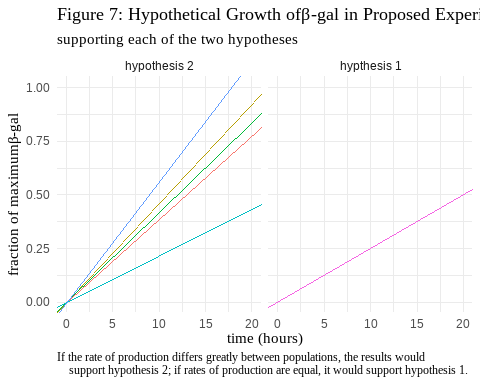 Figure 7: Hypothetical Growth ofβ-gal in Proposed Experi
supporting each of the two hypotheses
hypothesis 2
hypthesis 1
fraction of maximumβ-gal
1.00
0.75
0.50
0.25
0.00
0 5 10 15 20
0 5 10 15 20
time (hours)
If the rate of production differs greatly between populations, the results would
support hypothesis 2; if rates of production are equal, it would support hypothesis 1.